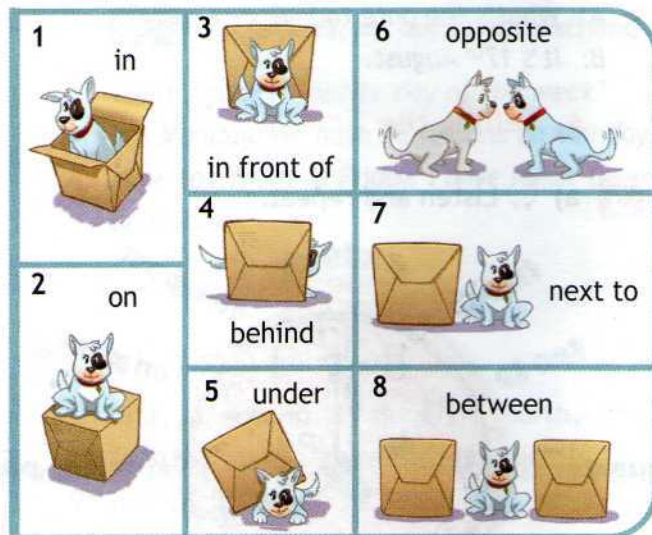 1
in
2
on
3
in front of
4
behind
5
under
6
opposite
7
next to
8
between